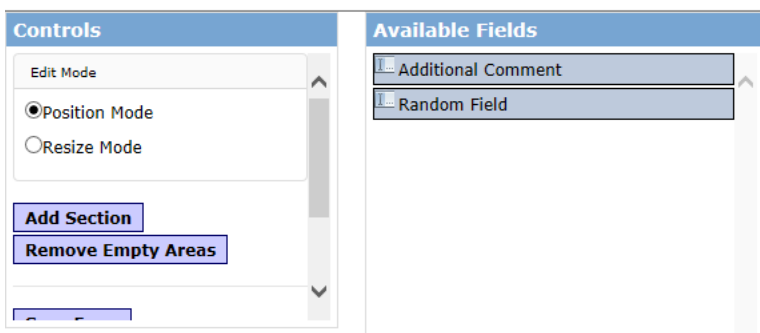 Controls
Edit Mode
Position Mode
Resize Mode
Add Section
Remove Empty Areas
Available Fields
Additional Comment
Random Field